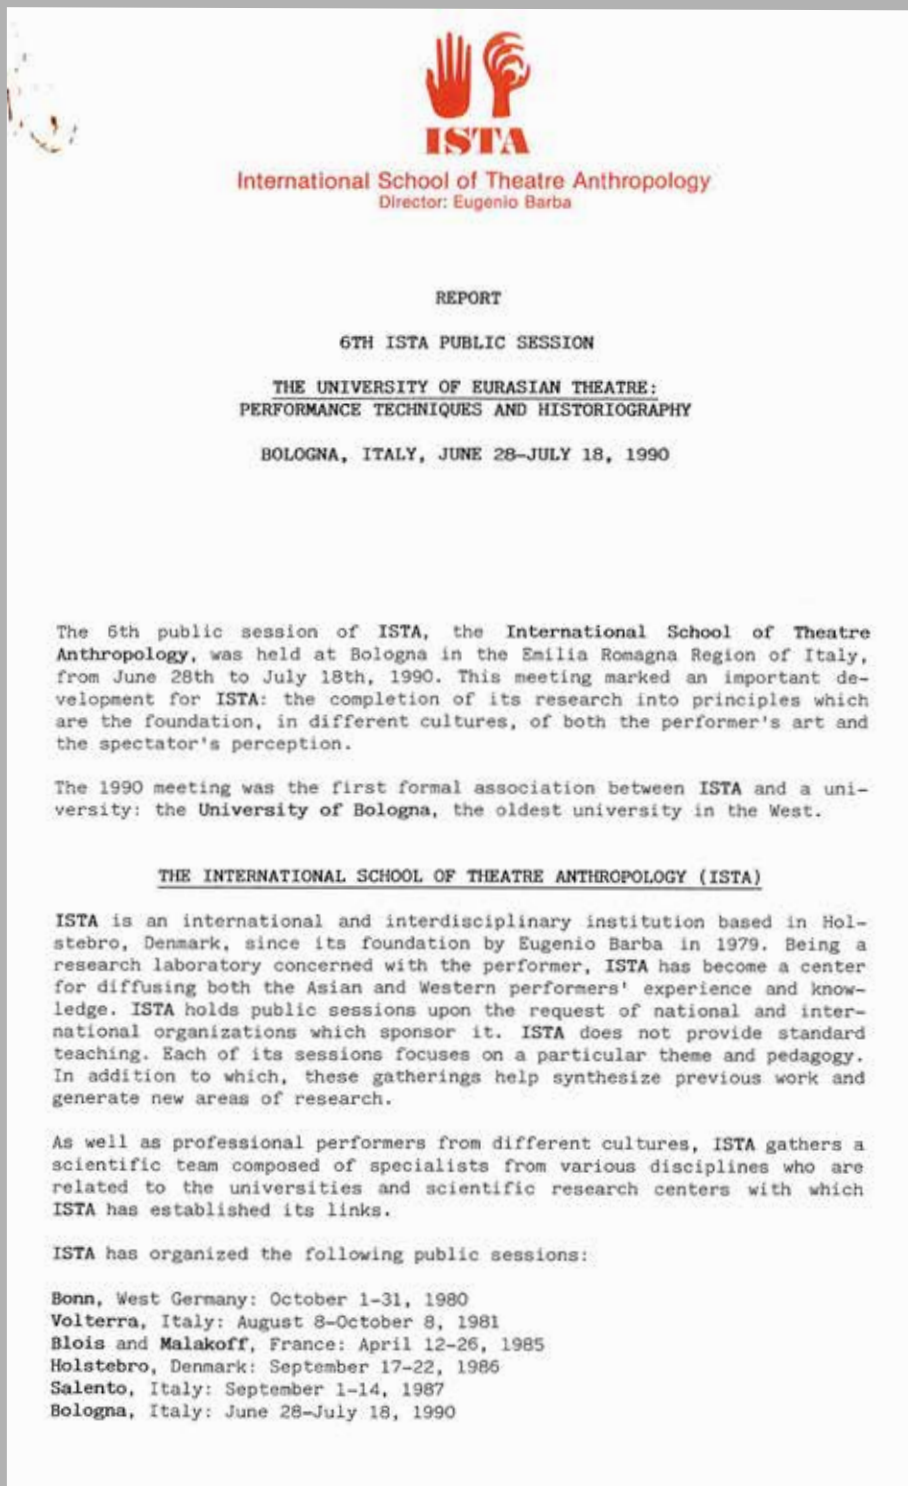 ISTA
International School of Theatre Anthropology
Director: Eugenio Barba
REPORT
6TH ISTA PUBLIC SESSION
THE UNIVERSITY OF EURASIAN THEATRE:
PERFORMANCE TECHNIQUES AND HISTORIOGRAPHY
BOLOGNA, ITALY, JUNE 28-JULY 18, 1990
The 6th public session of ISTA, the International School of Theatre
Anthropology, was held at Bologna in the Emilia Romagna Region of Italy,
from June 28th to July 18th, 1990. This meeting marked an important de-
velopment for ISTA: the completion of its research into principles which
are the foundation, in different cultures, of both the performer's art and
the spectator's perception.
The 1990 meeting was the first formal association between ISTA and a uni-
versity: the University of Bologna, the oldest university in the West.
THE INTERNATIONAL SCHOOL OF THEATRE ANTHROPOLOGY (ISTA)
ISTA is an international and interdisciplinary institution based in Hol-
stebro, Denmark, since its foundation by Eugenio Barba in 1979. Being a
research laboratory concerned with the performer, ISTA has become a center
for diffusing both the Asian and Western performers' experience and know-
ledge. ISTA holds public sessions upon the request of national and inter-
national organizations which sponsor it. ISTA does not provide standard
teaching. Each of its sessions focuses on a particular theme and pedagogy.
In addition to which, these gatherings help synthesize previous work and
generate new areas of research.
As well as professional performers from different cultures, ISTA gathers a
scientific team composed of specialists from various disciplines who are
related to the universities and scientific research centers with which
ISTA has established its links.
ISTA has organized the following public sessions:
Bonn, West Germany: October 1-31, 1980
Volterra, Italy: August 8-October 8, 1981
Blois and Malakoff, France: April 12-26, 1985
Holstebro, Denmark: September 17-22, 1986
Salento, Italy: September 1-14, 1987
Bologna, Italy: June 28-July 18, 1990